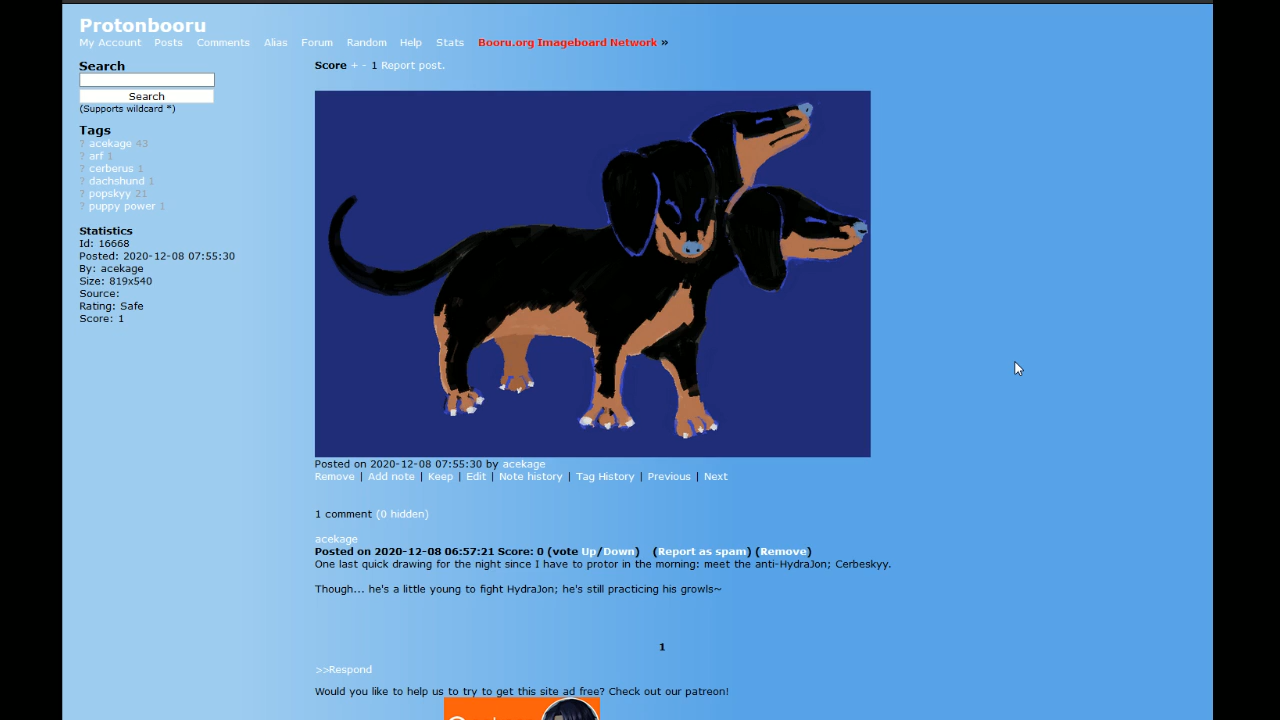 Protonbooru
My Account Posts Comments Alias Forum Random Help Stats Booru.org Imageboard Network »
Search
Search
(Supports wildcard *)
Tags
? acekage 43
? arf 1
? cerberus 1
? dachshund 1
? popskyy 21
? puppy power 1
Statistics
Id: 16668
Posted: 2020-12-08 07:55:30
By: acekage
Size: 819x540
Source:
Rating: Safe
Score: 1
Score + - 1 Report post.
Posted on 2020-12-08 07:55:30 by acekage
Remove | Add note | Keep | Edit | Note history | Tag History | Previous | Next
1 comment (0 hidden)
acekage
Posted on 2020-12-08 06:57:21 Score: 0 (vote Up/Down) (Report as spam) (Remove)
One last quick drawing for the night since I have to protor in the morning: meet the anti-HydraJon; Cerbeskyy.
Though... he's a little young to fight HydraJon; he's still practicing his growls~
1
>>Respond
Would you like to help us to try to get this site ad free? Check out our patreon!